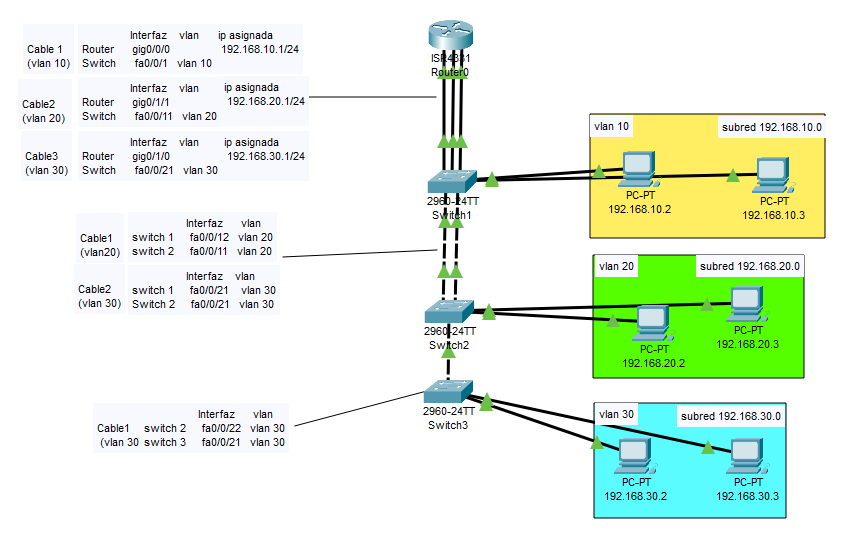 Interfaz vlan ip asignada
Cable 1 Router gig0/0/0 192.168.10.1/24
(vlan 10) Switch fa0/0/1 vlan 10
Interfaz vlan ip asignada
Cable2 Router gig0/1/1 192.168.20.1/24
(vlan 20) Switch fa0/0/11 vlan 20
Interfaz vlan ip asignada
Cable3 Router gig0/1/0 192.168.30.1/24
(vlan 30) Switch fa0/0/21 vlan 30
ISR4331
Router0
vlan 10 subred 192.168.10.0
PC-PT
192.168.10.2
PC-PT
192.168.10.3
2960-24TT
Switch1
Interfaz vlan
Cable1 switch 1 fa0/0/12 vlan 20
(vlan20) switch 2 fa0/0/11 vlan 20
Interfaz vlan
Cable2 switch 1 fa0/0/21 vlan 30
(vlan 30) Switch 2 fa0/0/21 vlan 30
vlan 20 subred 192.168.20.0
PC-PT
192.168.20.3
PC-PT
192.168.20.2
2960-24TT
Switch2
2960-24TT
Switch3
Interfaz vlan
Cable1 switch 2 fa0/0/22 vlan 30
(vlan 30 switch 3 fa0/0/21 vlan 30
vlan 30 subred 192.168.30.0
PC-PT
192.168.30.2
PC-PT
192.168.30.3